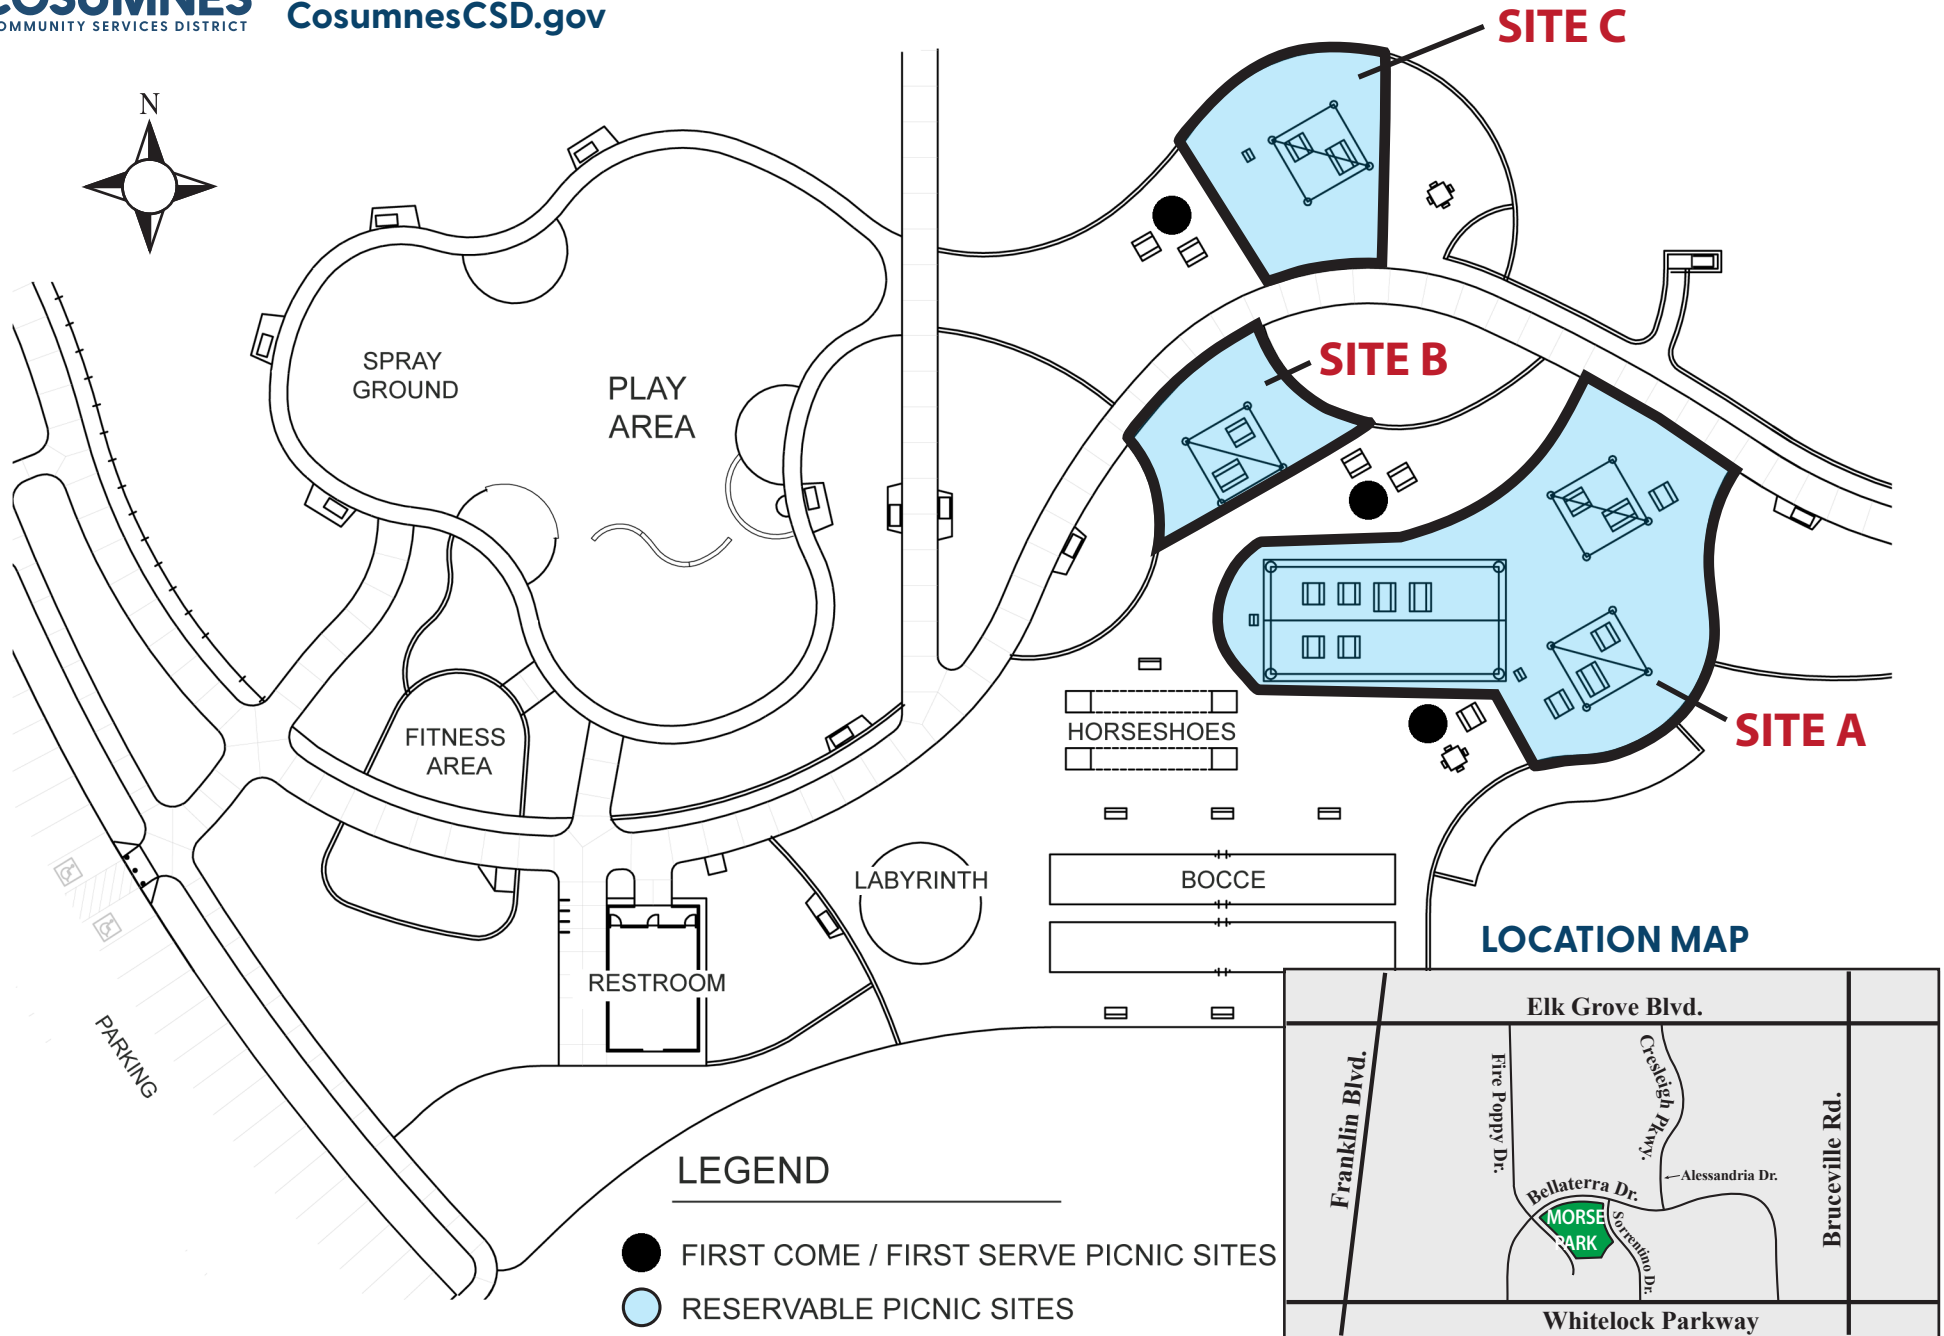 COSUMNES
COMMUNITY SERVICES DISTRICT
CosumnesCSD.gov
SITE C
N
SPRAY
GROUND
PLAY
AREA
SITE B
HORSESHOES
SITE A
FITNESS
AREA
LABYRINTH
BOCCE
RESTROOM
PARKING
LOCATION MAP
Elk Grove Blvd.
Franklin Blvd.
Fire Poppy Dr.
Cresleigh Pkwy.
Bruceville Rd.
Alessandria Dr.
Bellaterra Dr.
MORSE
PARK
Sorrentino Dr.
Whitelock Parkway
LEGEND
FIRST COME / FIRST SERVE PICNIC SITES
RESERVABLE PICNIC SITES